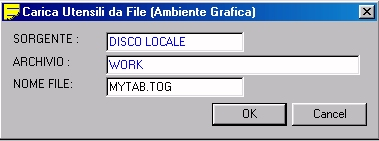 Carica Utensili da File (Ambiente Grafica)
SORGENTE : DISCO LOCALE
ARCHIVIO : WORK
NOME FILE: MYTAB.TOG
OK Cancel